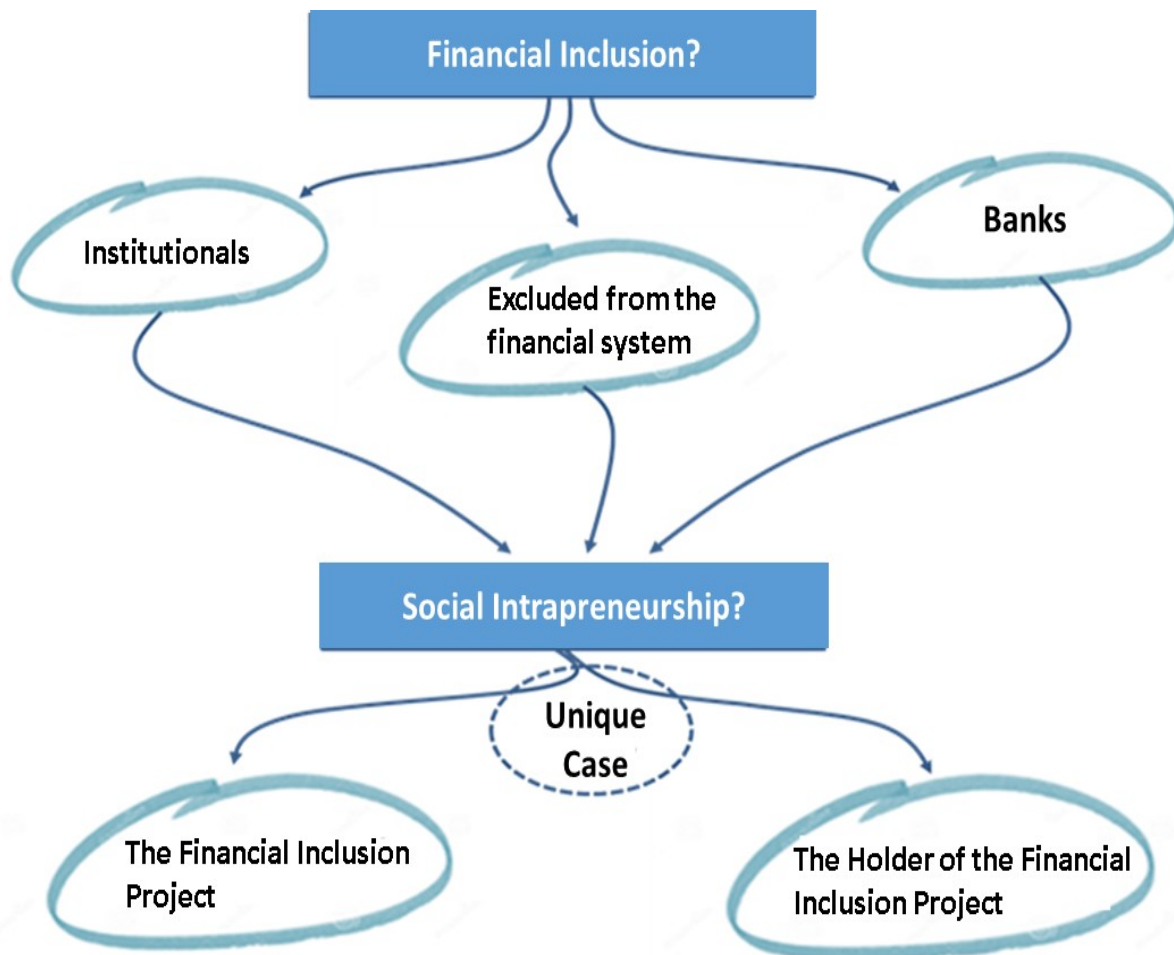 Financial Inclusion?
Institutionals
Banks
Excluded from the
financial system
Social Intrapreneurship?
Unique
Case
The Financial Inclusion
Project
The Holder of the Financial
Inclusion Project